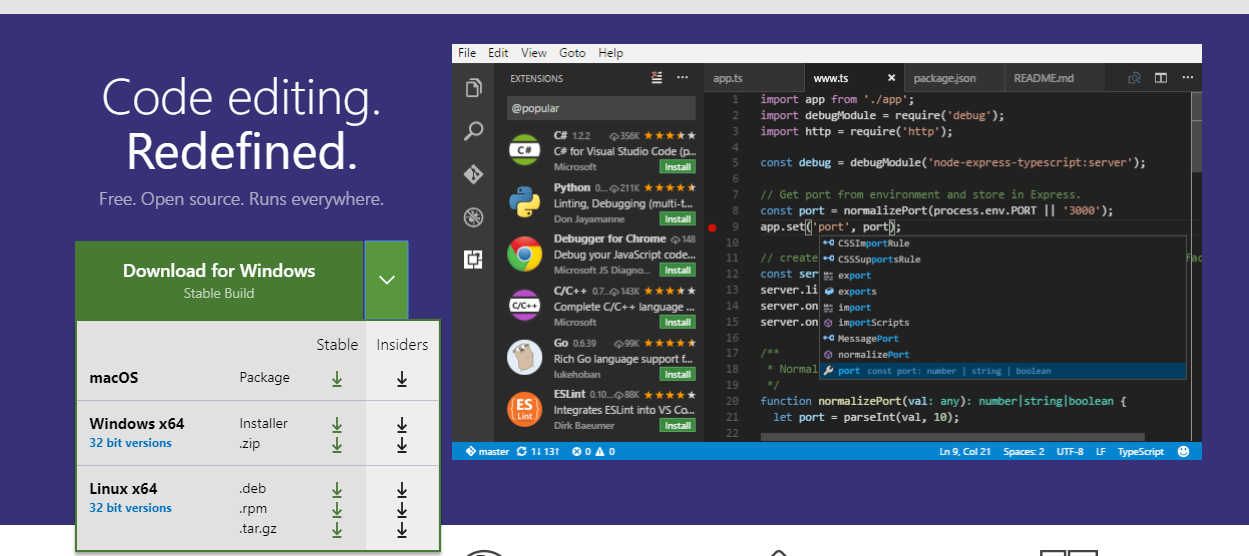 Code editing.
Redefined.
Free. Open source. Runs everywhere.
Download for Windows
Stable Build
Stable Insiders
macOS Package
Windows x64 Installer
32 bit versions .zip
Linux x64 .deb
32 bit versions .rpm
.tar.gz
File Edit View Goto Help
EXTENSIONS
@popular
C# 1.2.2 356K
C# for Visual Studio Code (p...
Microsoft Install
Python 0... 211K
Linting, Debugging (multi-t...
Don Jayamanne Install
Debugger for Chrome 148
Debug your JavaScript code...
Microsoft JS Diagno... Install
C/C++ 0.7... 143K
C/C++
Complete C/C++ language ...
Microsoft Install
Go 0.6.39 99K
Rich Go language support f...
lukehoban Install
ESLint 0.10... 88K
ES
Lint
Integrates ESLint into VS Co...
Dirk Baeumer Install
app.ts www.ts package.json README.md
1 import app from './app';
2 import debugModule = require('debug');
3 import http = require('http');
4
5 const debug = debugModule('node-express-typescript:server');
6
7 // Get port from environment and store in Express.
8 const port = normalizePort(process.env.PORT || '3000');
9 app.set('port', port);
10
11 // create
12 const ser
13 server.li
14 server.on
15 server.on
16
17 /**
18 * Normal
19 */
20 function normalizePort(val: any): number|string|boolean {
21 let port = parseInt(val, 10);
22
CSSImportRule
CSSSupportsRule
export
exports
import
importScripts
MessagePort
normalizePort
port const port: number | string | boolean
master 1↓ 13↑ 0 0 Ln 9, Col 21 Spaces: 2 UTF-8 LF TypeScript